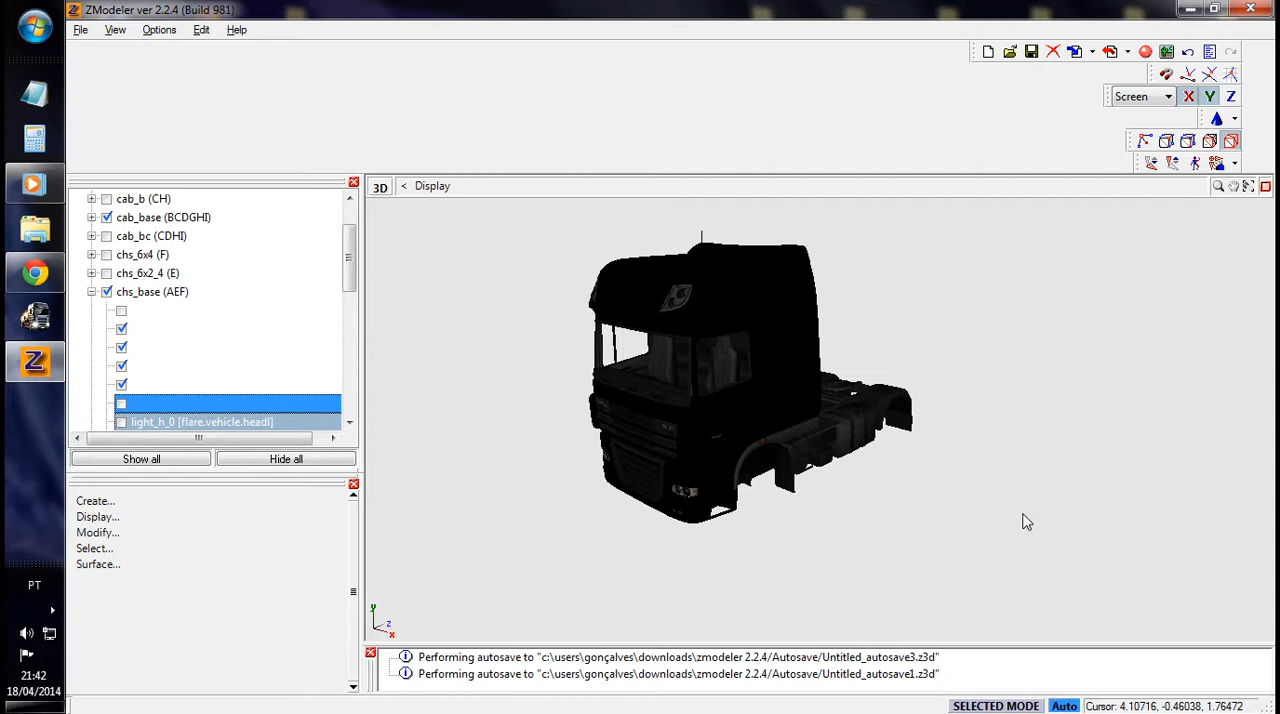 ZModeler ver 2.2.4 (Build 981)
File View Options Edit Help
Screen X Y Z
3D < Display
cab_b (CH)
cab_base (BCDGHI)
cab_bc (CDHI)
chs_6x4 (F)
chs_6x2_4 (E)
chs_base (AEF)
light_h_0 [flare.vehicle.headl]
Show all Hide all
Create...
Display...
Modify...
Select...
Surface...
y
z
x
Performing autosave to "c:\users\gonçalves\downloads\zmodeler 2.2.4/Autosave/Untitled_autosave3.z3d"
Performing autosave to "c:\users\gonçalves\downloads\zmodeler 2.2.4/Autosave/Untitled_autosave1.z3d"
SELECTED MODE Auto Cursor: 4.10716, -0.46038, 1.76472
PT
21:42
18/04/2014